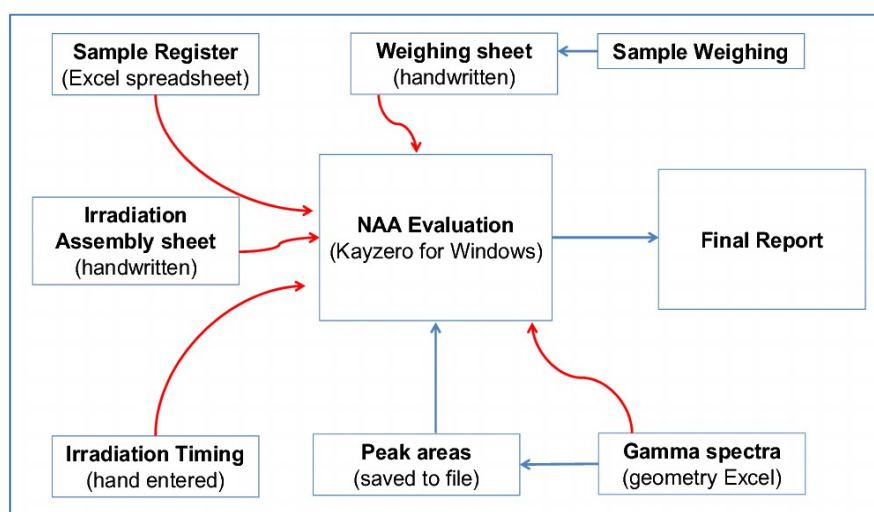 Sample Register
(Excel spreadsheet)
Weighing sheet
(handwritten)
Sample Weighing
Irradiation
Assembly sheet
(handwritten)
NAA Evaluation
(Kayzero for Windows)
Final Report
Irradiation Timing
(hand entered)
Peak areas
(saved to file)
Gamma spectra
(geometry Excel)